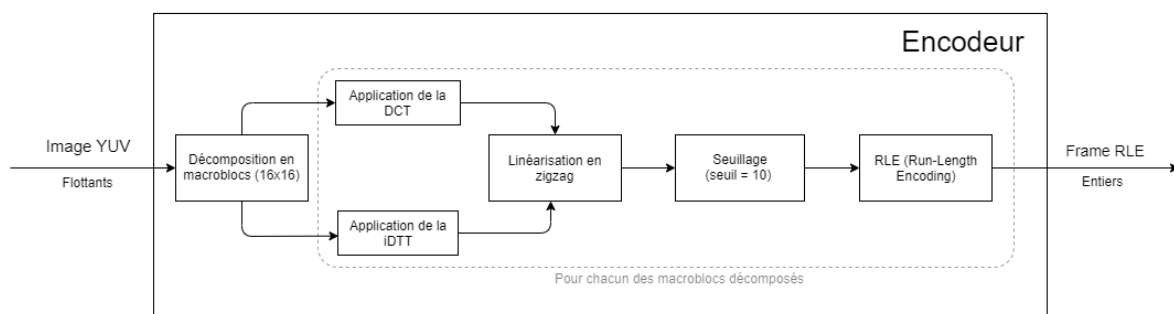 Encodeur
Application de la
DCT
Image YUV
Flottants
Décomposition en
macroblocs (16x16)
Linéarisation en
zigzag
Seuillage
(seuil = 10)
RLE (Run-Length
Encoding)
Frame RLE
Entiers
Application de la
iDTT
Pour chacun des macroblocs décomposés